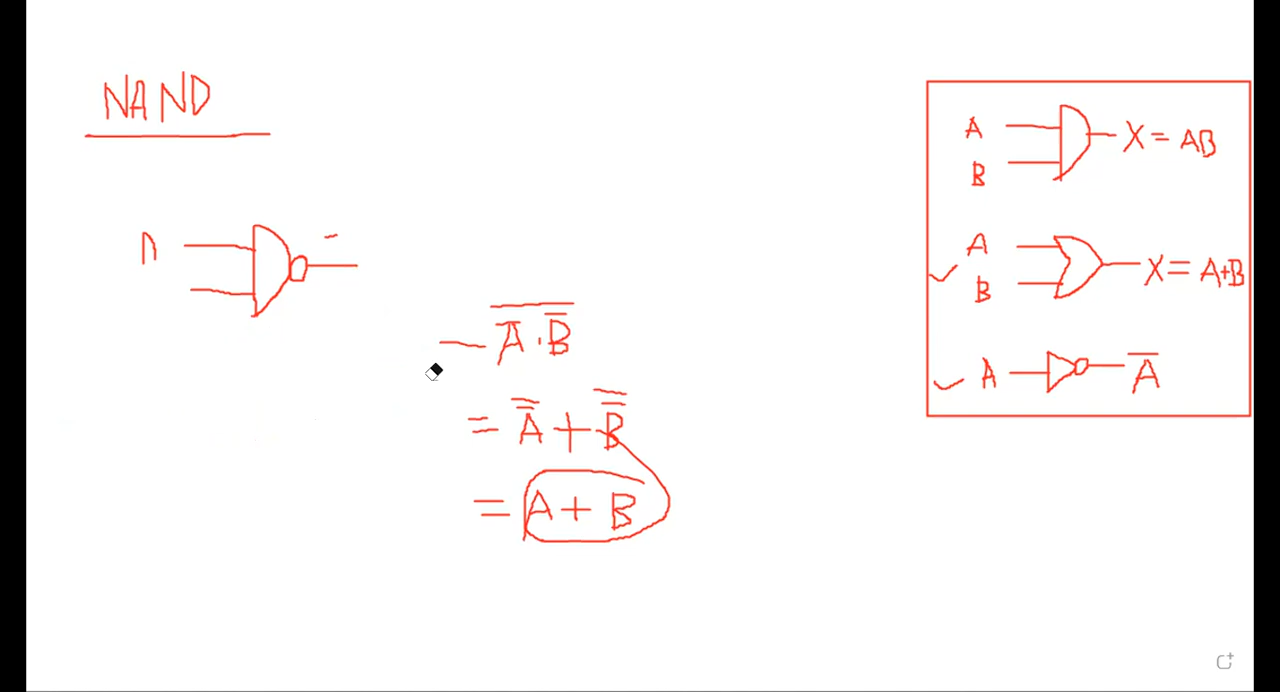 NAND
A
B
X = AB
A
B
X = A+B
A
A̅
‾(A̅ · B̅)
= A̿ + B̿
= A + B